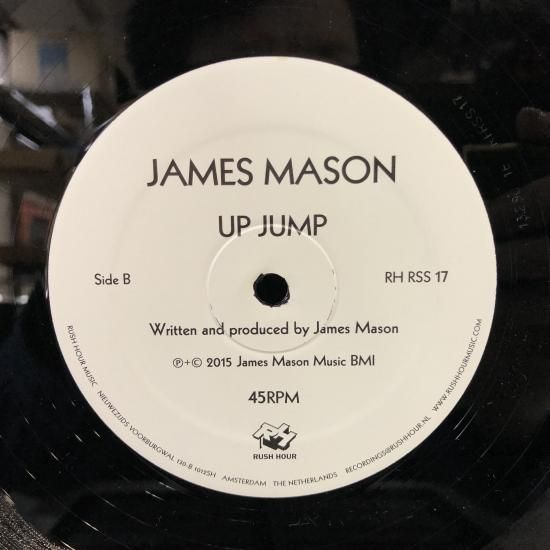 JAMES MASON
UP JUMP
Side B
RH RSS 17
Written and produced by James Mason
℗+© 2015 James Mason Music BMI
45RPM
RH
RUSH HOUR
RUSH HOUR MUSIC NIEUWEZIJDS VOORBURGWAL 130-B 1012SH AMSTERDAM THE NETHERLANDS RECORDINGS@RUSHHOUR.NL WWW.RUSHHOURMUSIC.COM